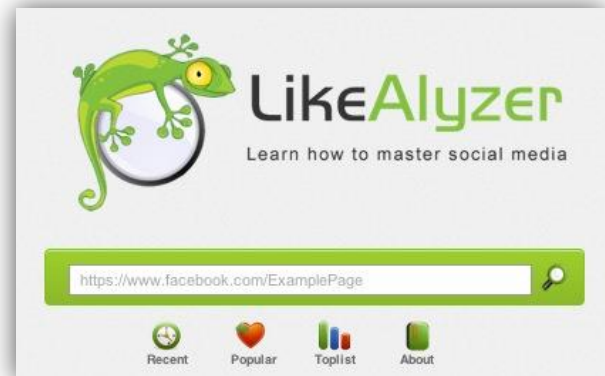 LikeAlyzer
Learn how to master social media
https://www.facebook.com/ExamplePage
Recent Popular Toplist About